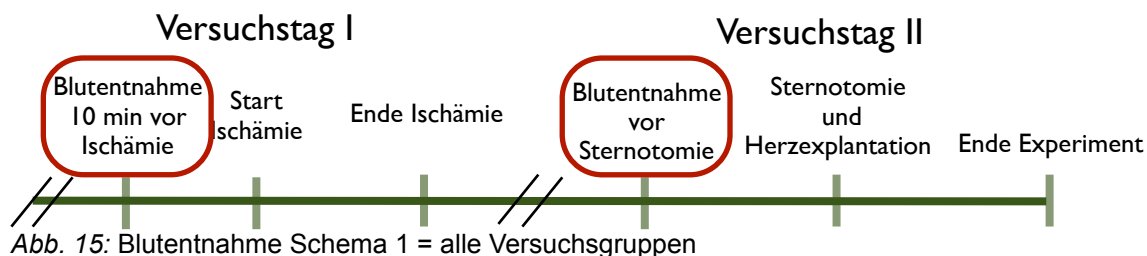 Versuchstag I
Versuchstag II
Blutentnahme
10 min vor
Ischämie
Start
Ischämie
Ende Ischämie
Blutentnahme
vor
Sternotomie
Sternotomie
und
Herzexplantation
Ende Experiment
Abb. 15: Blutentnahme Schema 1 = alle Versuchsgruppen